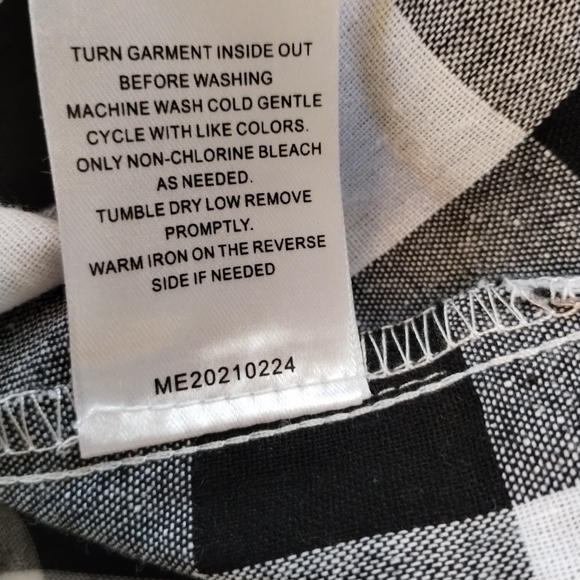 TURN GARMENT INSIDE OUT
BEFORE WASHING
MACHINE WASH COLD GENTLE
CYCLE WITH LIKE COLORS.
ONLY NON-CHLORINE BLEACH
AS NEEDED.
TUMBLE DRY LOW REMOVE
PROMPTLY.
WARM IRON ON THE REVERSE
SIDE IF NEEDED
ME20210224